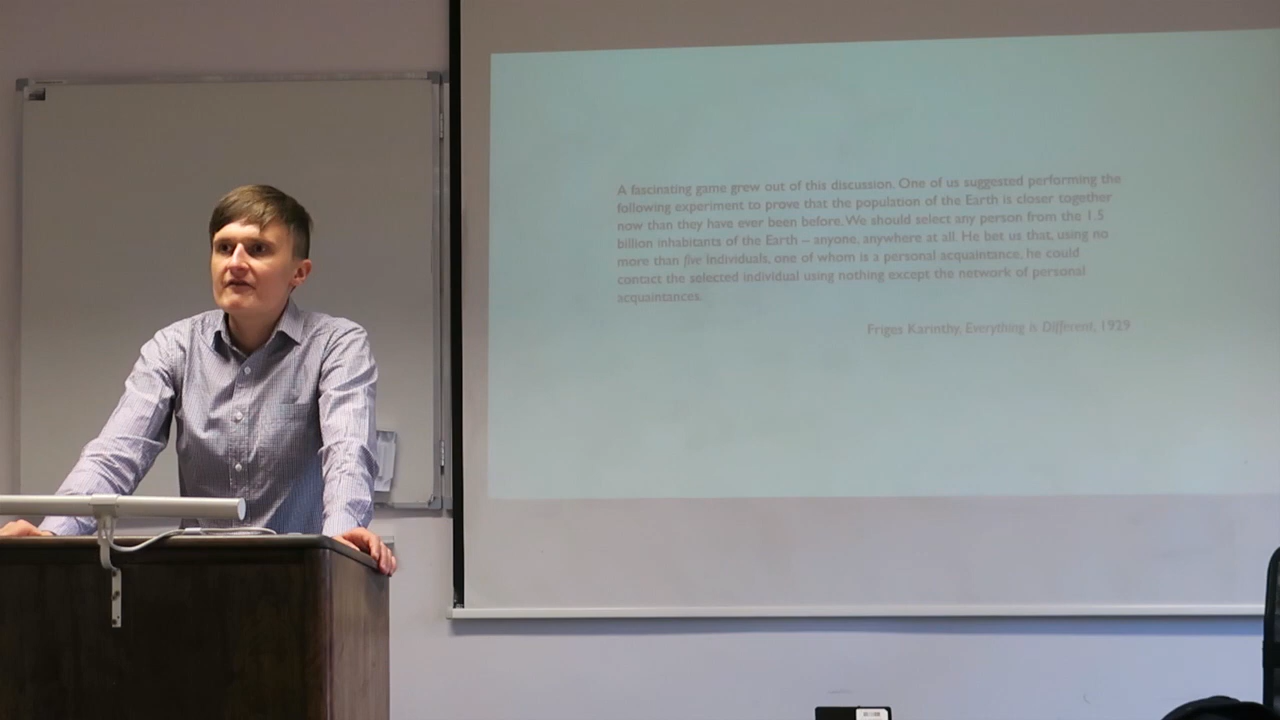 A fascinating game grew out of this discussion. One of us suggested performing the
following experiment to prove that the population of the Earth is closer together
now than they have ever been before. We should select any person from the 1.5
billion inhabitants of the Earth – anyone, anywhere at all. He bet us that, using no
more than five individuals, one of whom is a personal acquaintance, he could
contact the selected individual using nothing except the network of personal
acquaintances.
Friges Karinthy, Everything is Different, 1929